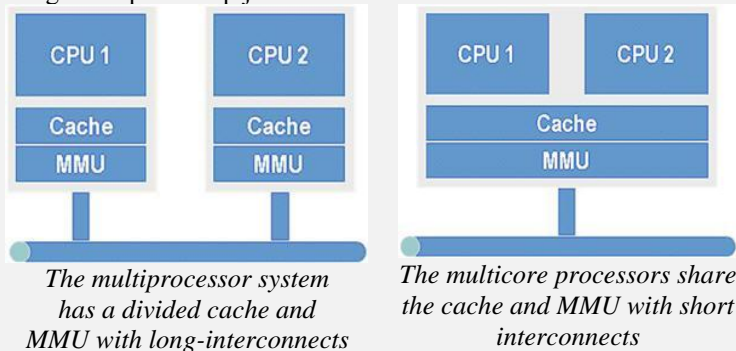 CPU 1
Cache
MMU
CPU 2
Cache
MMU
The multiprocessor system
has a divided cache and
MMU with long-interconnects
CPU 1 CPU 2
Cache
MMU
The multicore processors share
the cache and MMU with short
interconnects